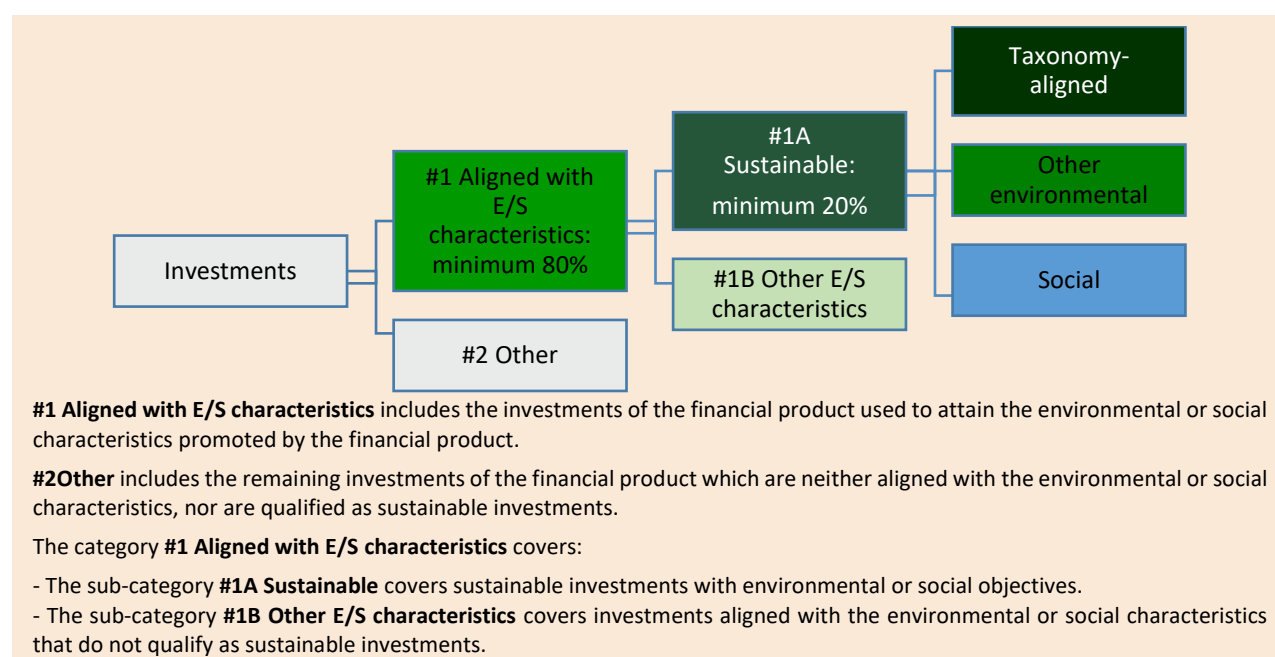 Taxonomy-
aligned
#1A
Sustainable:
minimum 20%
#1 Aligned with
E/S
characteristics:
minimum 80%
Other
environmental
Investments
#1B Other E/S
characteristics
Social
#2 Other
#1 Aligned with E/S characteristics includes the investments of the financial product used to attain the environmental or social
characteristics promoted by the financial product.
#2Other includes the remaining investments of the financial product which are neither aligned with the environmental or social
characteristics, nor are qualified as sustainable investments.
The category #1 Aligned with E/S characteristics covers:
- The sub-category #1A Sustainable covers sustainable investments with environmental or social objectives.
- The sub-category #1B Other E/S characteristics covers investments aligned with the environmental or social characteristics
that do not qualify as sustainable investments.